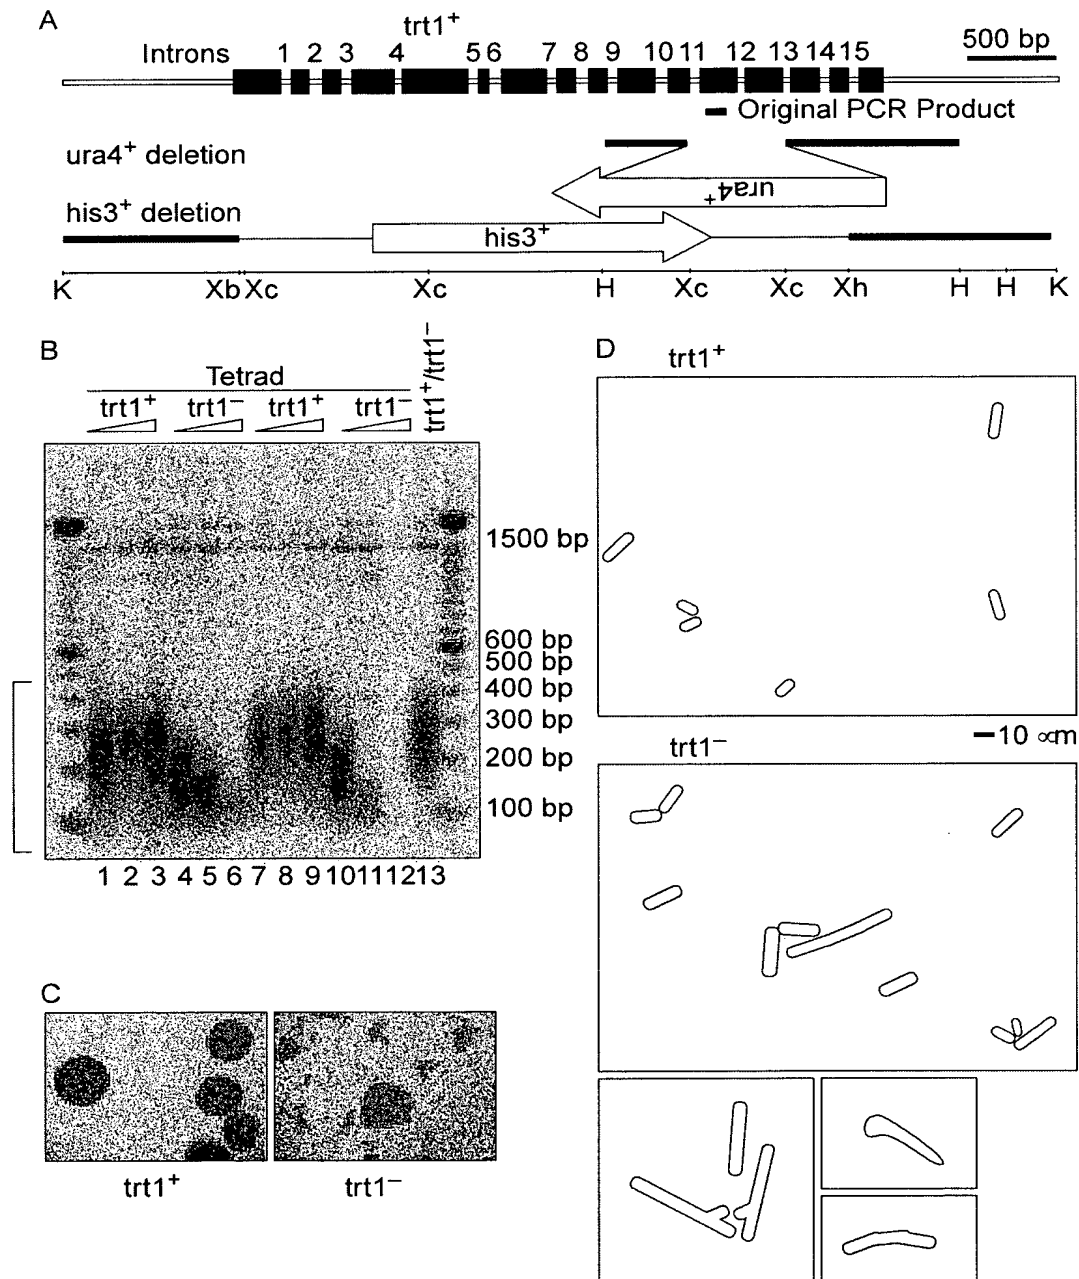 A
trt1+
Introns 1 2 3 4 5 6 7 8 9 10 11 12 13 14 15
500 bp
Original PCR Product
ura4+ deletion
ura4+
his3+ deletion
his3+
K Xb Xc Xc H Xc Xc Xh H H K
B
Tetrad
trt1+ trt1− trt1+ trt1− trt1+/trt1−
1500 bp
600 bp
500 bp
400 bp
300 bp
200 bp
100 bp
1 2 3 4 5 6 7 8 9 10 11 12 13
C
trt1+ trt1−
D
trt1+
10 ∝m
trt1−